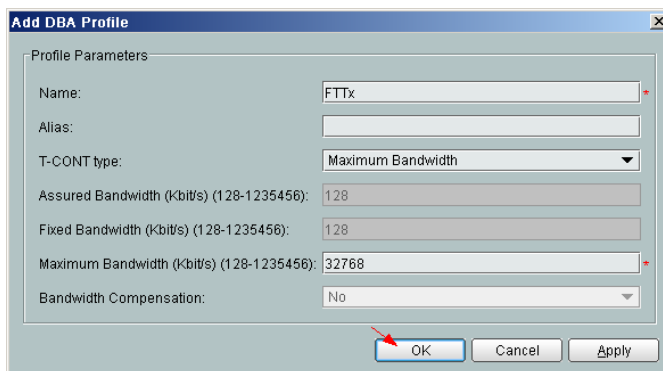 Add DBA Profile
Profile Parameters
Name: FTTx *
Alias:
T-CONT type: Maximum Bandwidth
Assured Bandwidth (Kbit/s) (128-1235456): 128
Fixed Bandwidth (Kbit/s) (128-1235456): 128
Maximum Bandwidth (Kbit/s) (128-1235456): 32768 *
Bandwidth Compensation: No
OK Cancel Apply